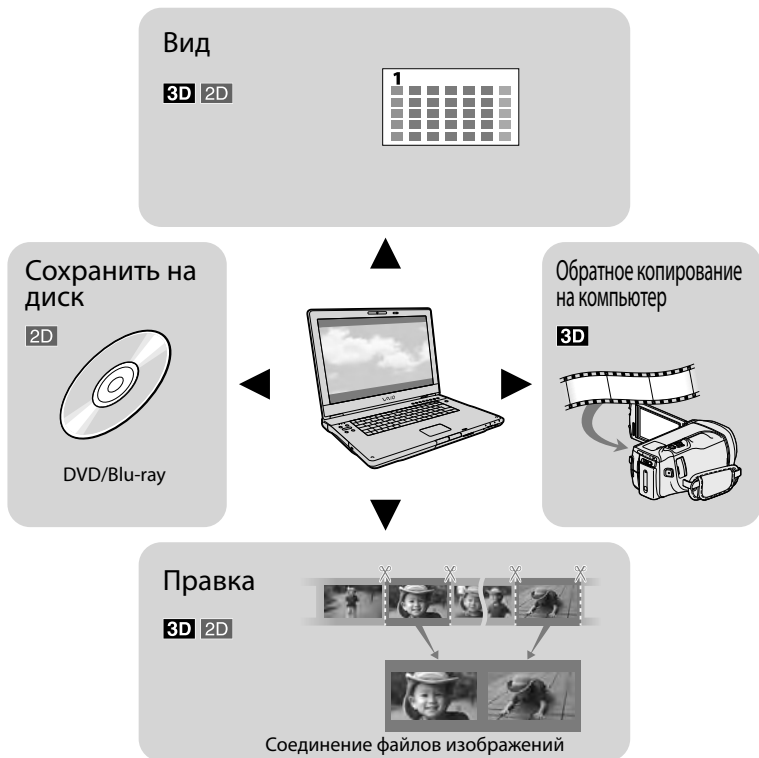 Вид
3D 2D
1
Сохранить на
диск
2D
DVD/Blu-ray
VAIO
Обратное копирование
на компьютер
3D
Правка
3D 2D
Соединение файлов изображений